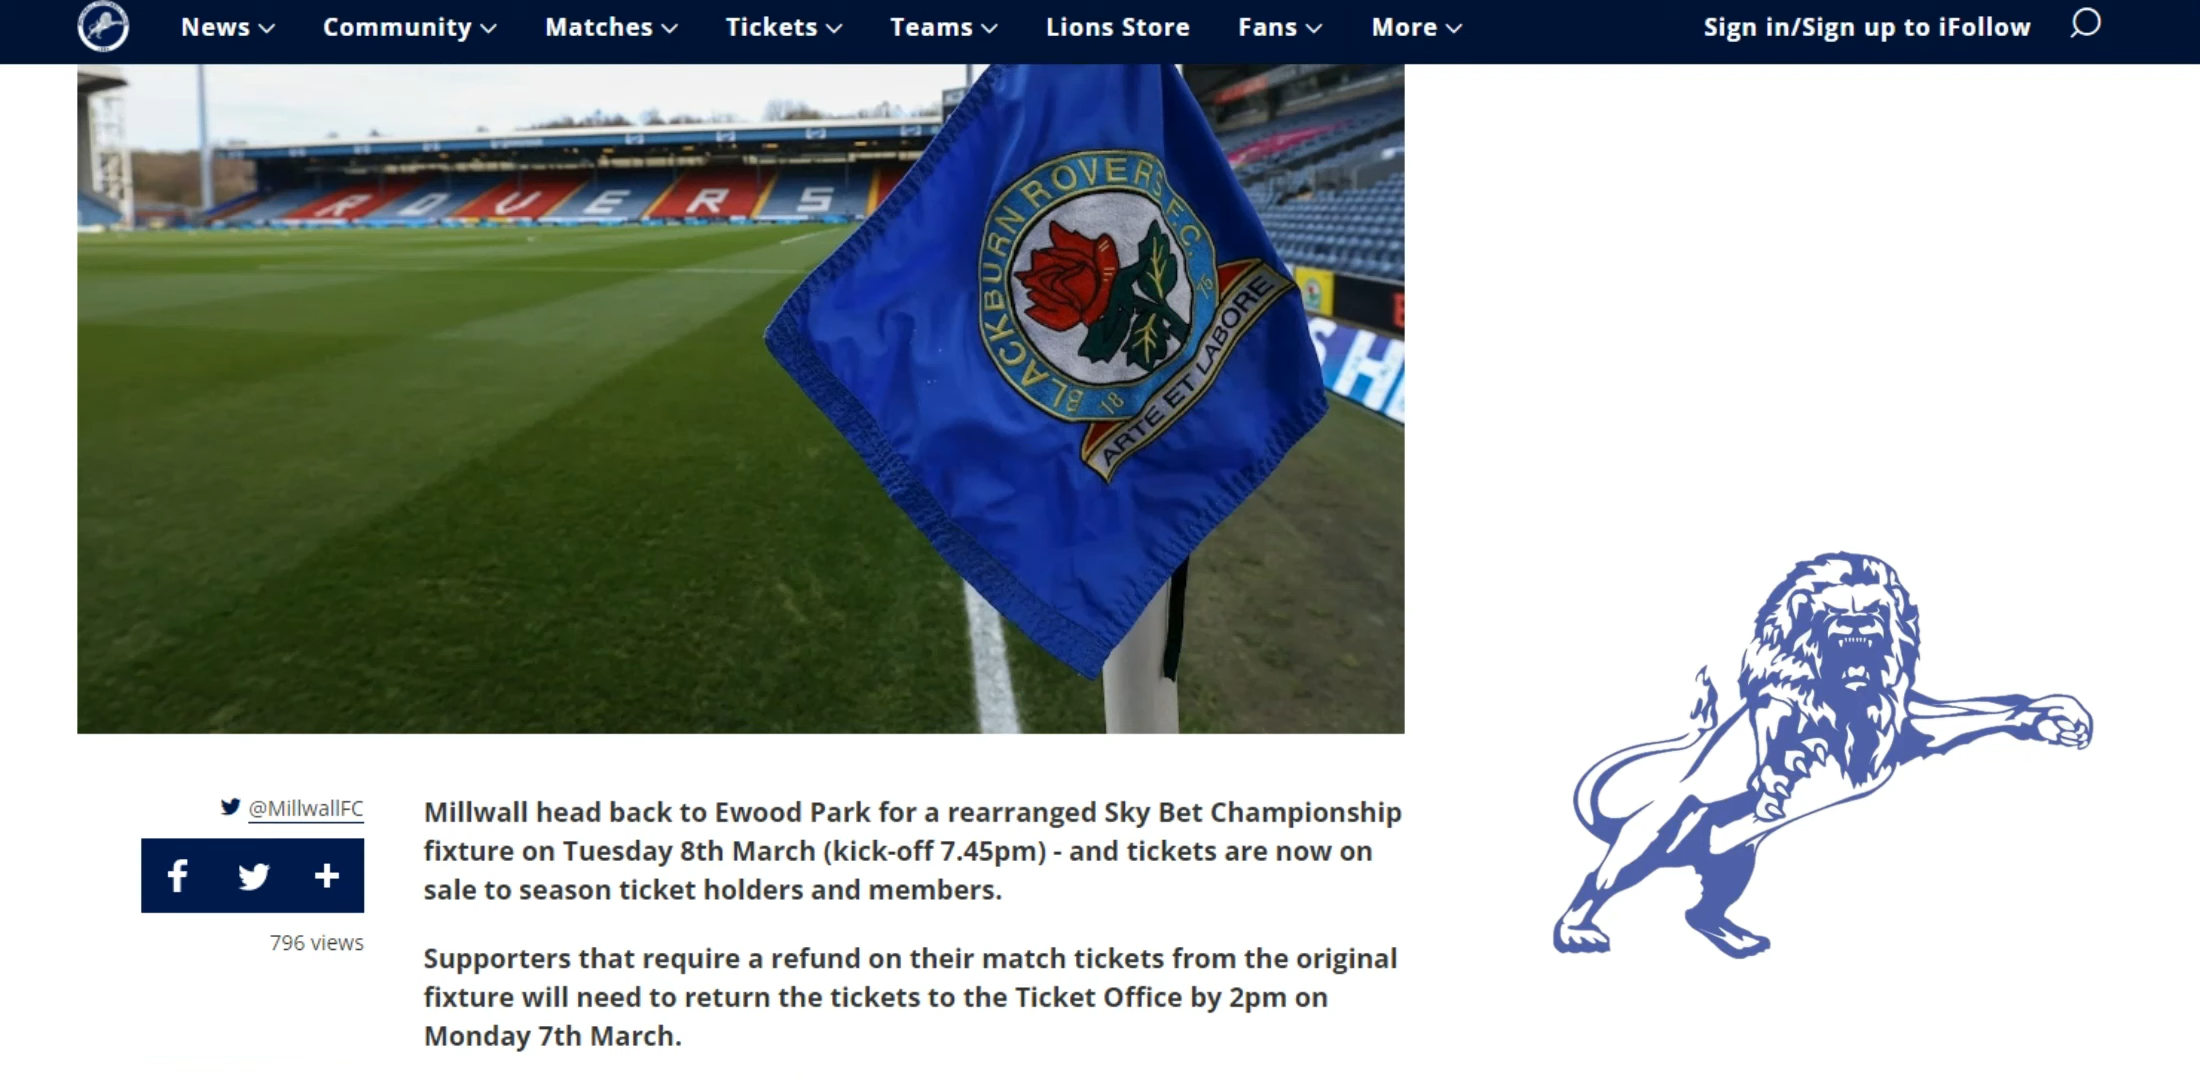 News Community Matches Tickets Teams Lions Store Fans More Sign in/Sign up to iFollow
ROVERS
BLACKBURN ROVERS F.C.
18 75
ARTE ET LABORE
@MillwallFC
796 views
Millwall head back to Ewood Park for a rearranged Sky Bet Championship
fixture on Tuesday 8th March (kick-off 7.45pm) - and tickets are now on
sale to season ticket holders and members.
Supporters that require a refund on their match tickets from the original
fixture will need to return the tickets to the Ticket Office by 2pm on
Monday 7th March.